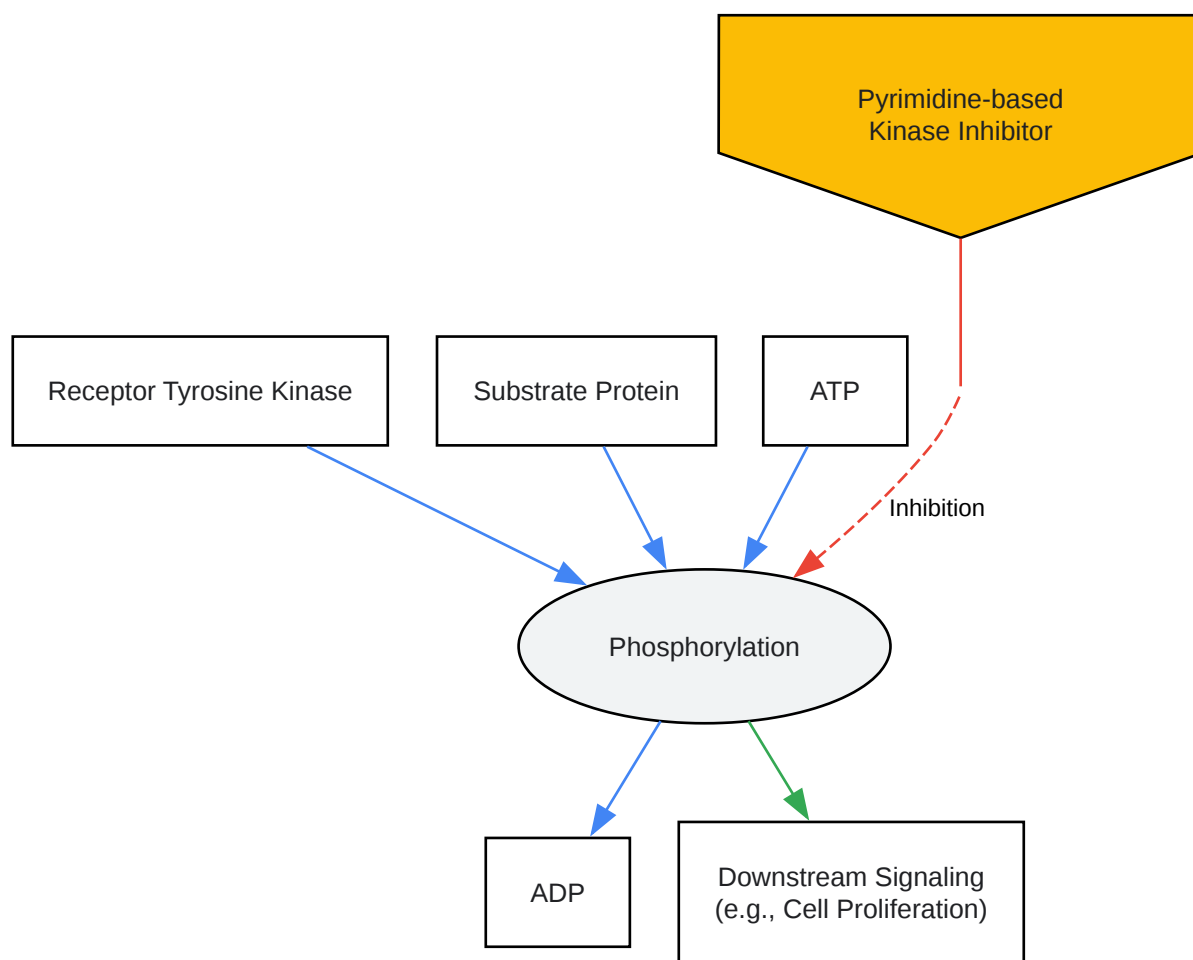 Pyrimidine-based
Kinase Inhibitor
Receptor Tyrosine Kinase
Substrate Protein
ATP
Inhibition
Phosphorylation
ADP
Downstream Signaling
(e.g., Cell Proliferation)